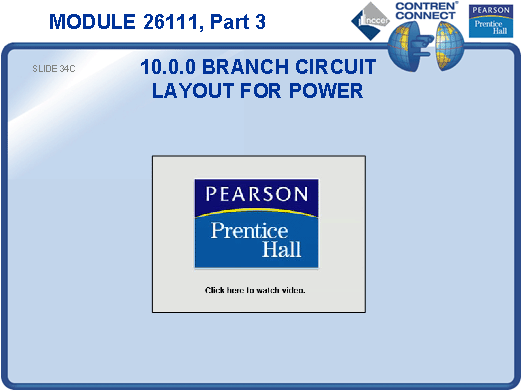 MODULE 26111, Part 3
nccer
CONTREN®
CONNECT
PEARSON
Prentice
Hall
SLIDE 34C
10.0.0 BRANCH CIRCUIT
LAYOUT FOR POWER
PEARSON
Prentice
Hall
Click here to watch video.